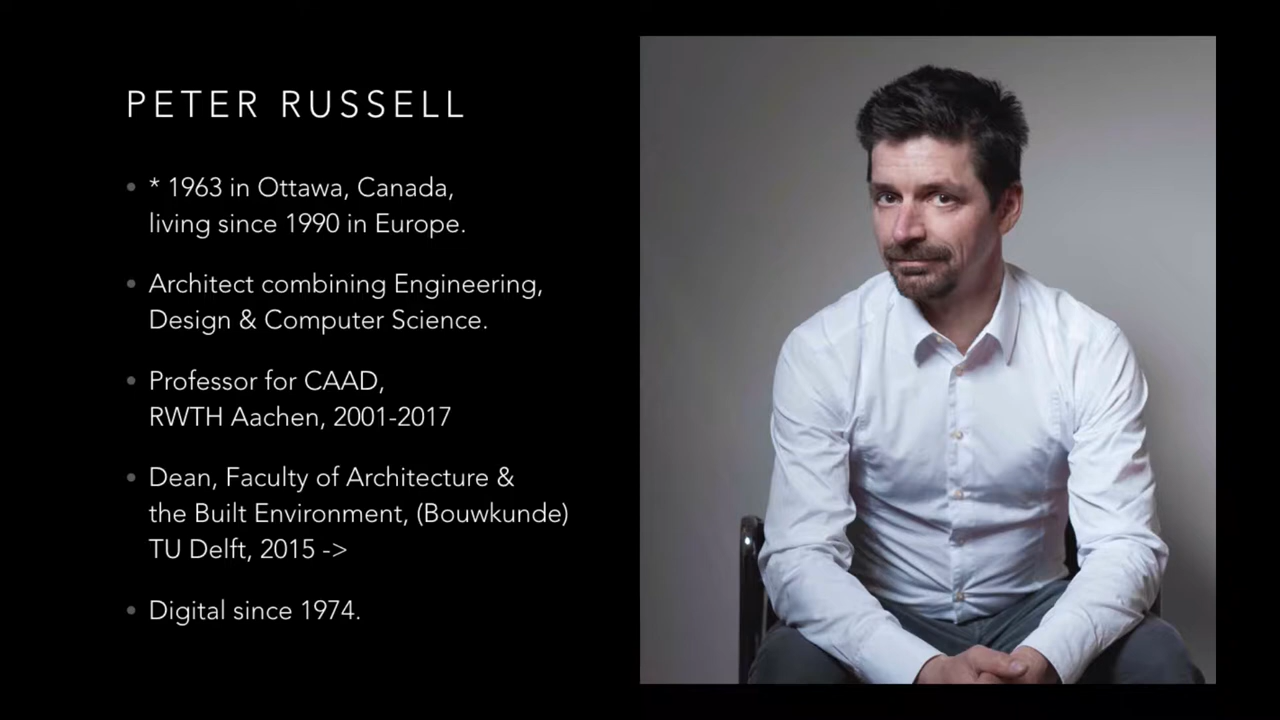 PETER RUSSELL
• * 1963 in Ottawa, Canada,
living since 1990 in Europe.
• Architect combining Engineering,
Design & Computer Science.
• Professor for CAAD,
RWTH Aachen, 2001-2017
• Dean, Faculty of Architecture &
the Built Environment, (Bouwkunde)
TU Delft, 2015 ->
• Digital since 1974.